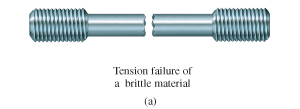 Tension failure of
a brittle material
(a)